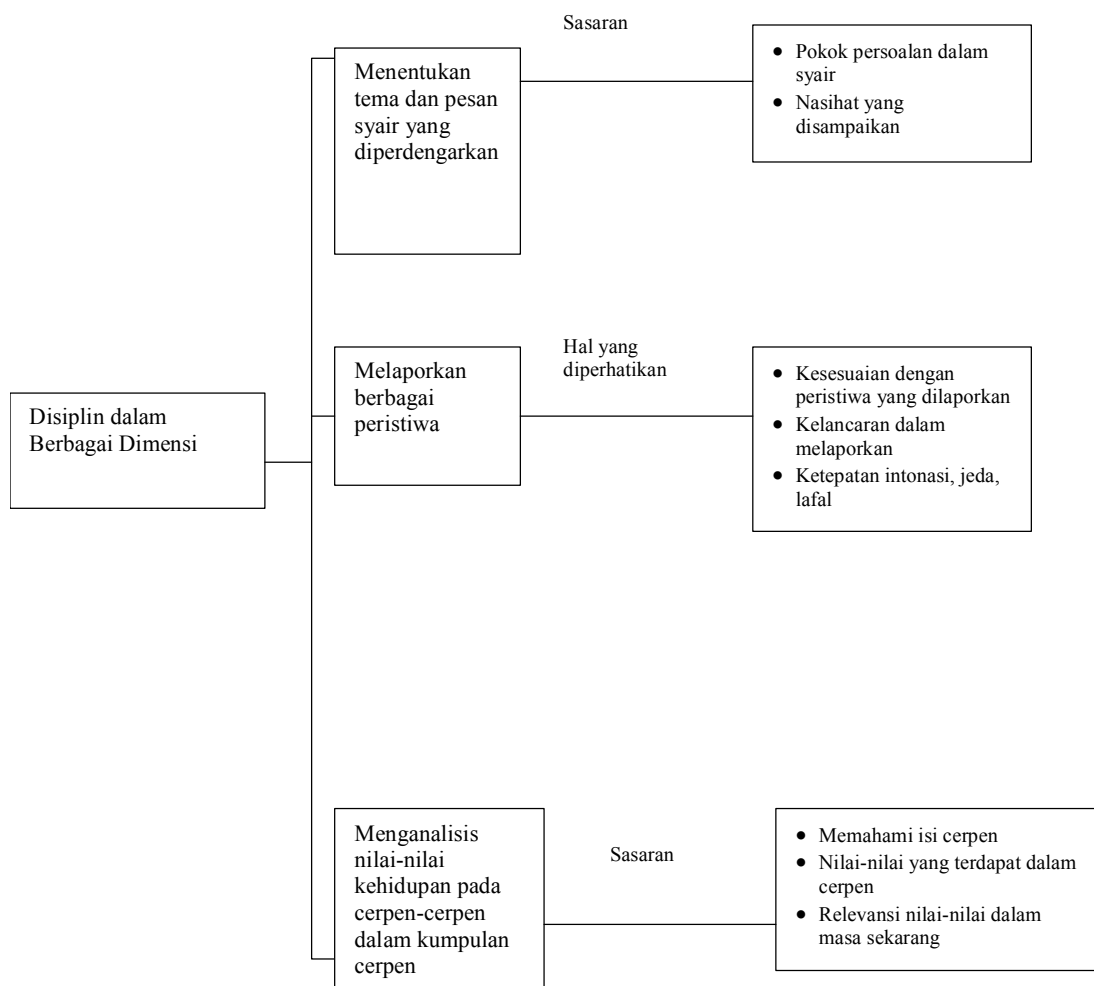 Sasaran
Menentukan
tema dan pesan
syair yang
diperdengarkan
• Pokok persoalan dalam
syair
• Nasihat yang
disampaikan
Disiplin dalam
Berbagai Dimensi
Melaporkan
berbagai
peristiwa
Hal yang
diperhatikan
• Kesesuaian dengan
peristiwa yang dilaporkan
• Kelancaran dalam
melaporkan
• Ketepatan intonasi, jeda,
lafal
Menganalisis
nilai-nilai
kehidupan pada
cerpen-cerpen
dalam kumpulan
cerpen
Sasaran
• Memahami isi cerpen
• Nilai-nilai yang terdapat dalam
cerpen
• Relevansi nilai-nilai dalam
masa sekarang